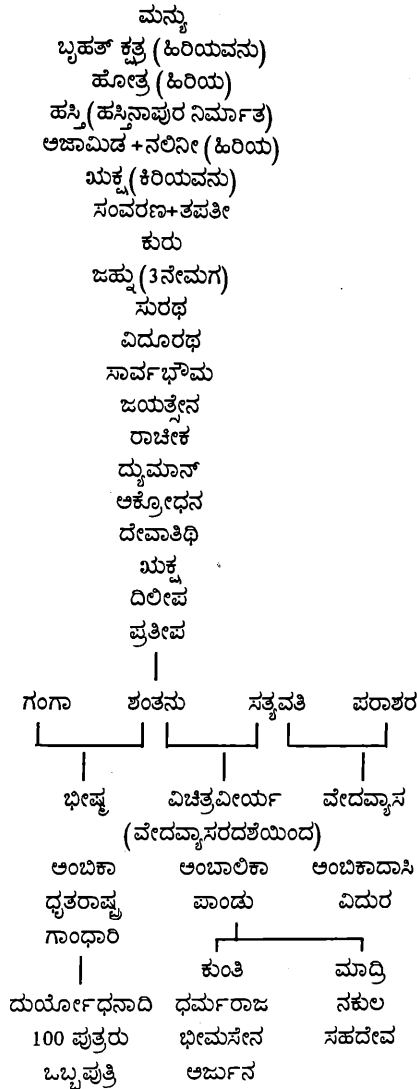 ಮನ್ಯು
ಬೃಹತ್ ಕ್ಷತ್ರ (ಹಿರಿಯವನು)
ಹೋತ್ರ (ಹಿರಿಯ)
ಹಸ್ತಿ (ಹಸ್ತಿನಾಪುರ ನಿರ್ಮಾತ)
ಅಜಾಮಿಡ +ನಲಿನೀ (ಹಿರಿಯ)
ಋಕ್ಷ (ಕಿರಿಯವನು)
ಸಂವರಣ+ತಪತೀ
ಕುರು
ಜಹ್ನು (3ನೇಮಗ)
ಸುರಥ
ವಿದೂರಥ
ಸಾರ್ವಭೌಮ
ಜಯತ್ಸೇನ
ರಾಚೀಕ
ದ್ಯುಮಾನ್
ಅಕ್ರೋಧನ
ದೇವಾತಿಥಿ
ಋಕ್ಷ
ದಿಲೀಪ
ಪ್ರತೀಪ
ಗಂಗಾ ಶಂತನು ಸತ್ಯವತಿ ಪರಾಶರ
ಭೀಷ್ಮ ವಿಚಿತ್ರವೀರ್ಯ ವೇದವ್ಯಾಸ
(ವೇದವ್ಯಾಸರದಶೆಯಿಂದ)
ಅಂಬಿಕಾ ಅಂಬಾಲಿಕಾ ಅಂಬಿಕಾದಾಸಿ
ಧೃತರಾಷ್ಟ್ರ ಪಾಂಡು ವಿದುರ
ಗಾಂಧಾರಿ
ಕುಂತಿ ಮಾದ್ರಿ
ದುರ್ಯೋಧನಾದಿ ಧರ್ಮರಾಜ ನಕುಲ
100 ಪುತ್ರರು ಭೀಮಸೇನ ಸಹದೇವ
ಒಬ್ಬಪುತ್ರಿ ಅರ್ಜುನ